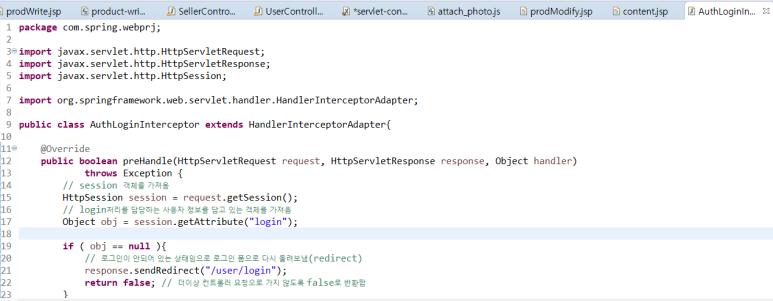 prodWrite.jsp product-wri... SellerContro... UserControll... *servlet-con... attach_photo.js prodModify.jsp content.jsp AuthLoginIn...
1 package com.spring.webprj;
2
3 import javax.servlet.http.HttpServletRequest;
4 import javax.servlet.http.HttpServletResponse;
5 import javax.servlet.http.HttpSession;
6
7 import org.springframework.web.servlet.handler.HandlerInterceptorAdapter;
8
9 public class AuthLoginInterceptor extends HandlerInterceptorAdapter{
10
11 @Override
12 public boolean preHandle(HttpServletRequest request, HttpServletResponse response, Object handler)
13 throws Exception {
14 // session 객체를 가져옴
15 HttpSession session = request.getSession();
16 // login처리를 담당하는 사용자 정보를 담고 있는 객체를 가져옴
17 Object obj = session.getAttribute("login");
18
19 if ( obj == null ){
20 // 로그인이 안되어 있는 상태임으로 로그인 폼으로 다시 돌려보냄(redirect)
21 response.sendRedirect("/user/login");
22 return false; // 더이상 컨트롤러 요청으로 가지 않도록 false로 반환함
23 }